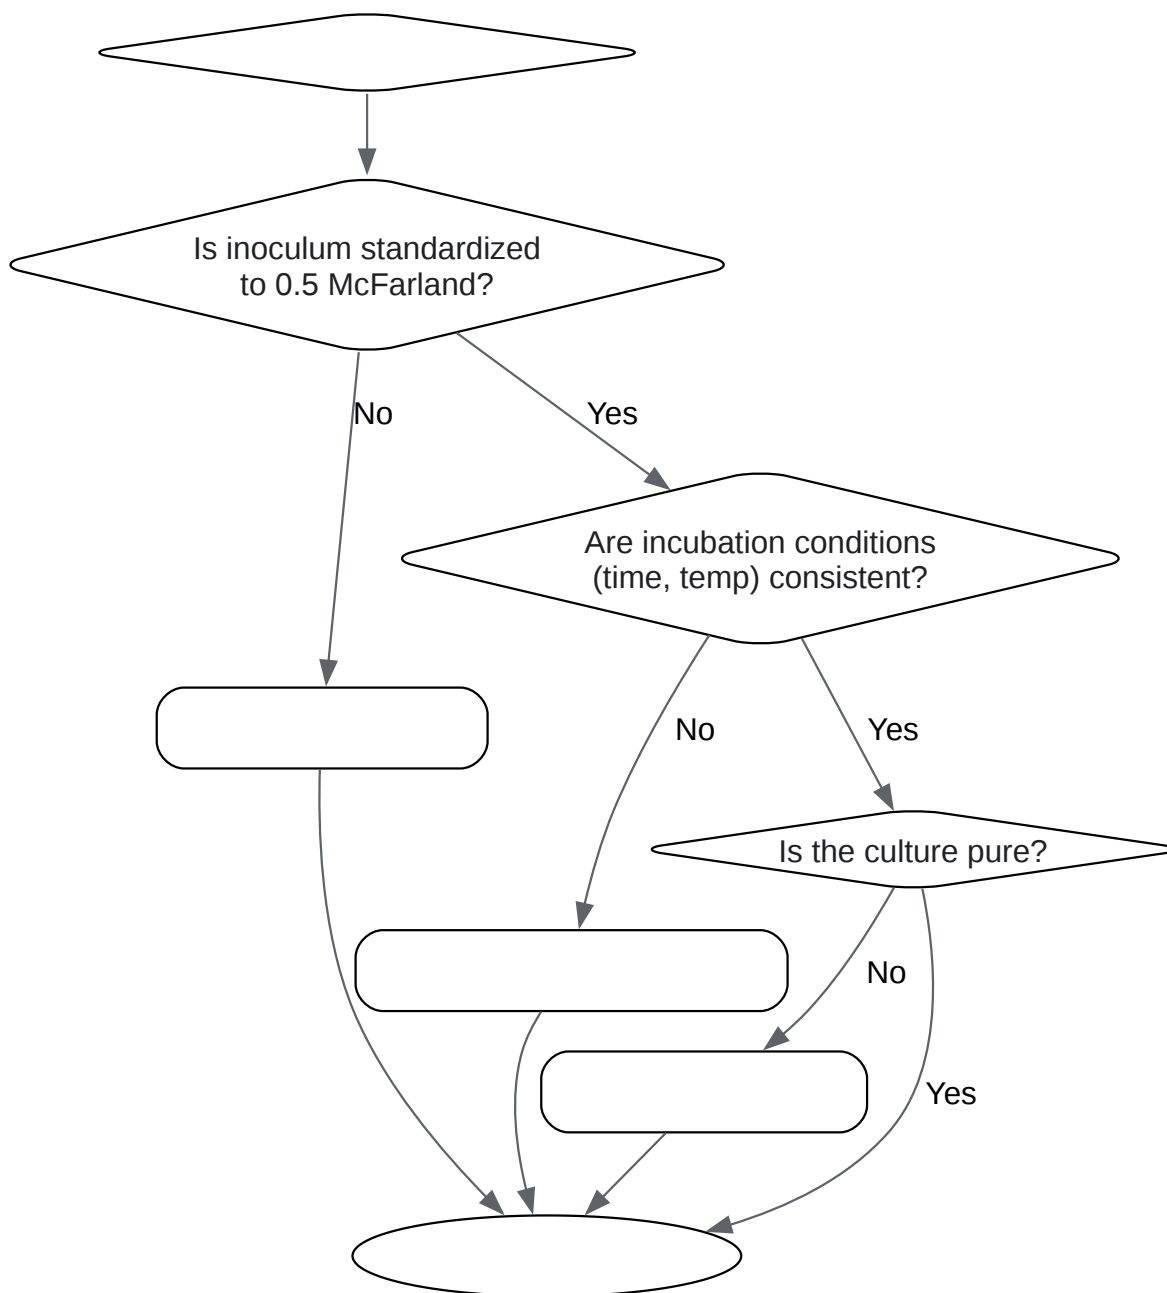 Is inoculum standardized
to 0.5 McFarland?
No
Yes
Are incubation conditions
(time, temp) consistent?
No
Yes
Is the culture pure?
No
Yes